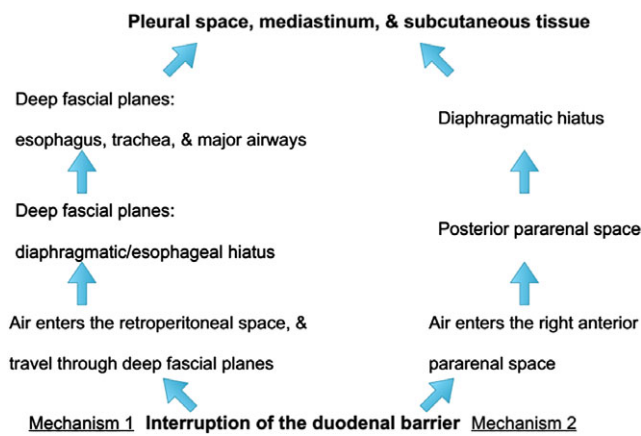 Pleural space, mediastinum, & subcutaneous tissue
Deep fascial planes:
esophagus, trachea, & major airways
Diaphragmatic hiatus
Deep fascial planes:
diaphragmatic/esophageal hiatus
Posterior pararenal space
Air enters the retroperitoneal space, &
travel through deep fascial planes
Air enters the right anterior
pararenal space
Mechanism 1 Interruption of the duodenal barrier Mechanism 2